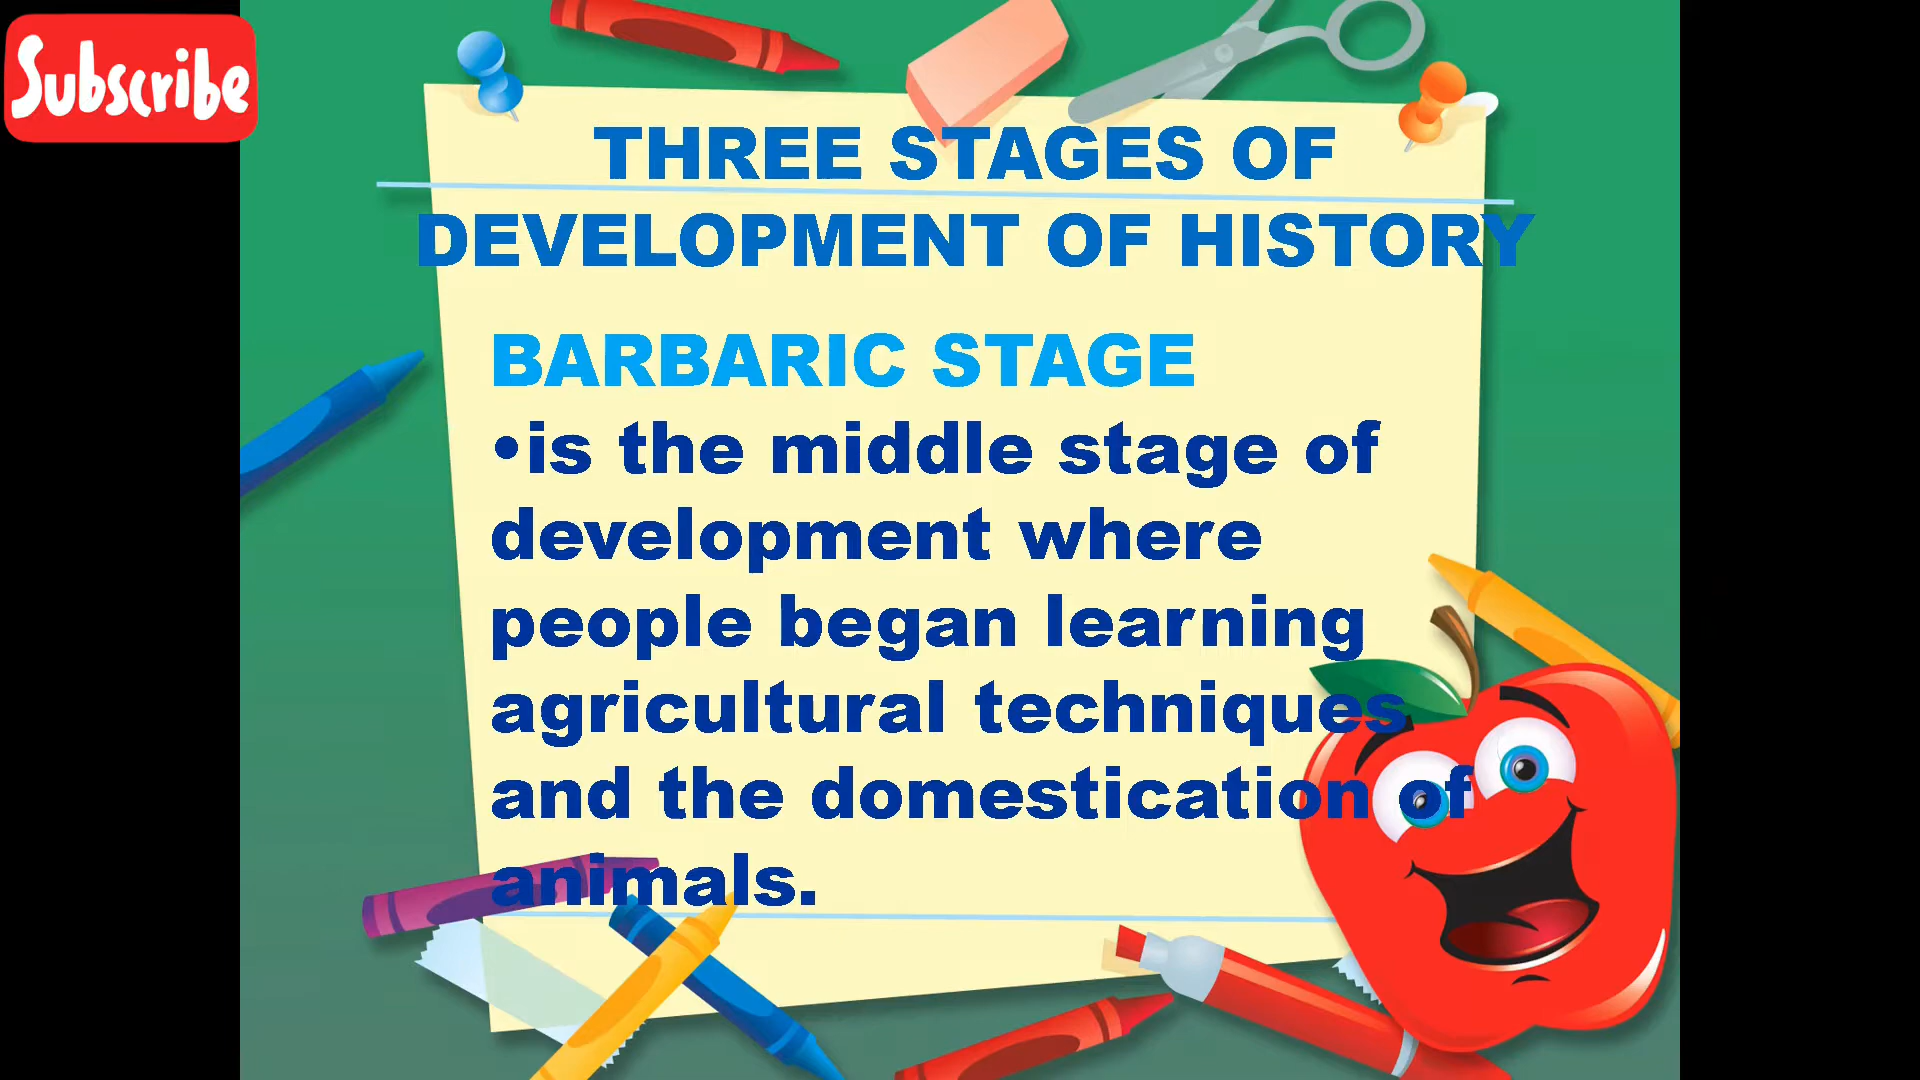 Subscribe
THREE STAGES OF
DEVELOPMENT OF HISTORY
BARBARIC STAGE
•is the middle stage of
development where
people began learning
agricultural techniques
and the domestication of
animals.